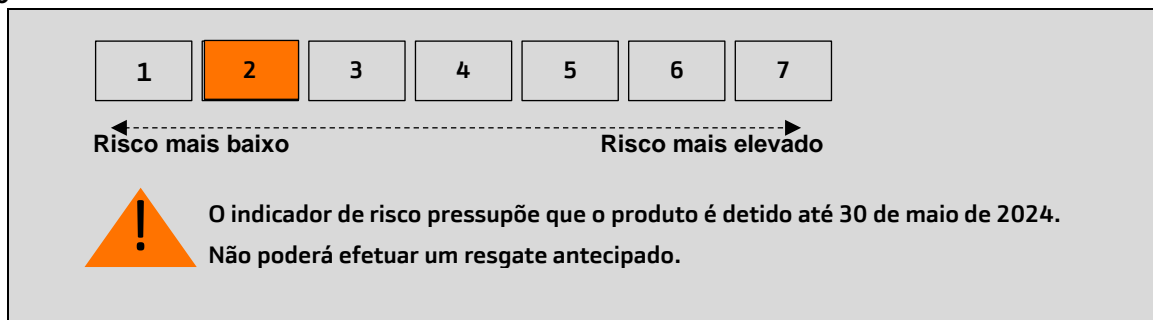 1 2 3 4 5 6 7
Risco mais baixo Risco mais elevado
!
O indicador de risco pressupõe que o produto é detido até 30 de maio de 2024.
Não poderá efetuar um resgate antecipado.